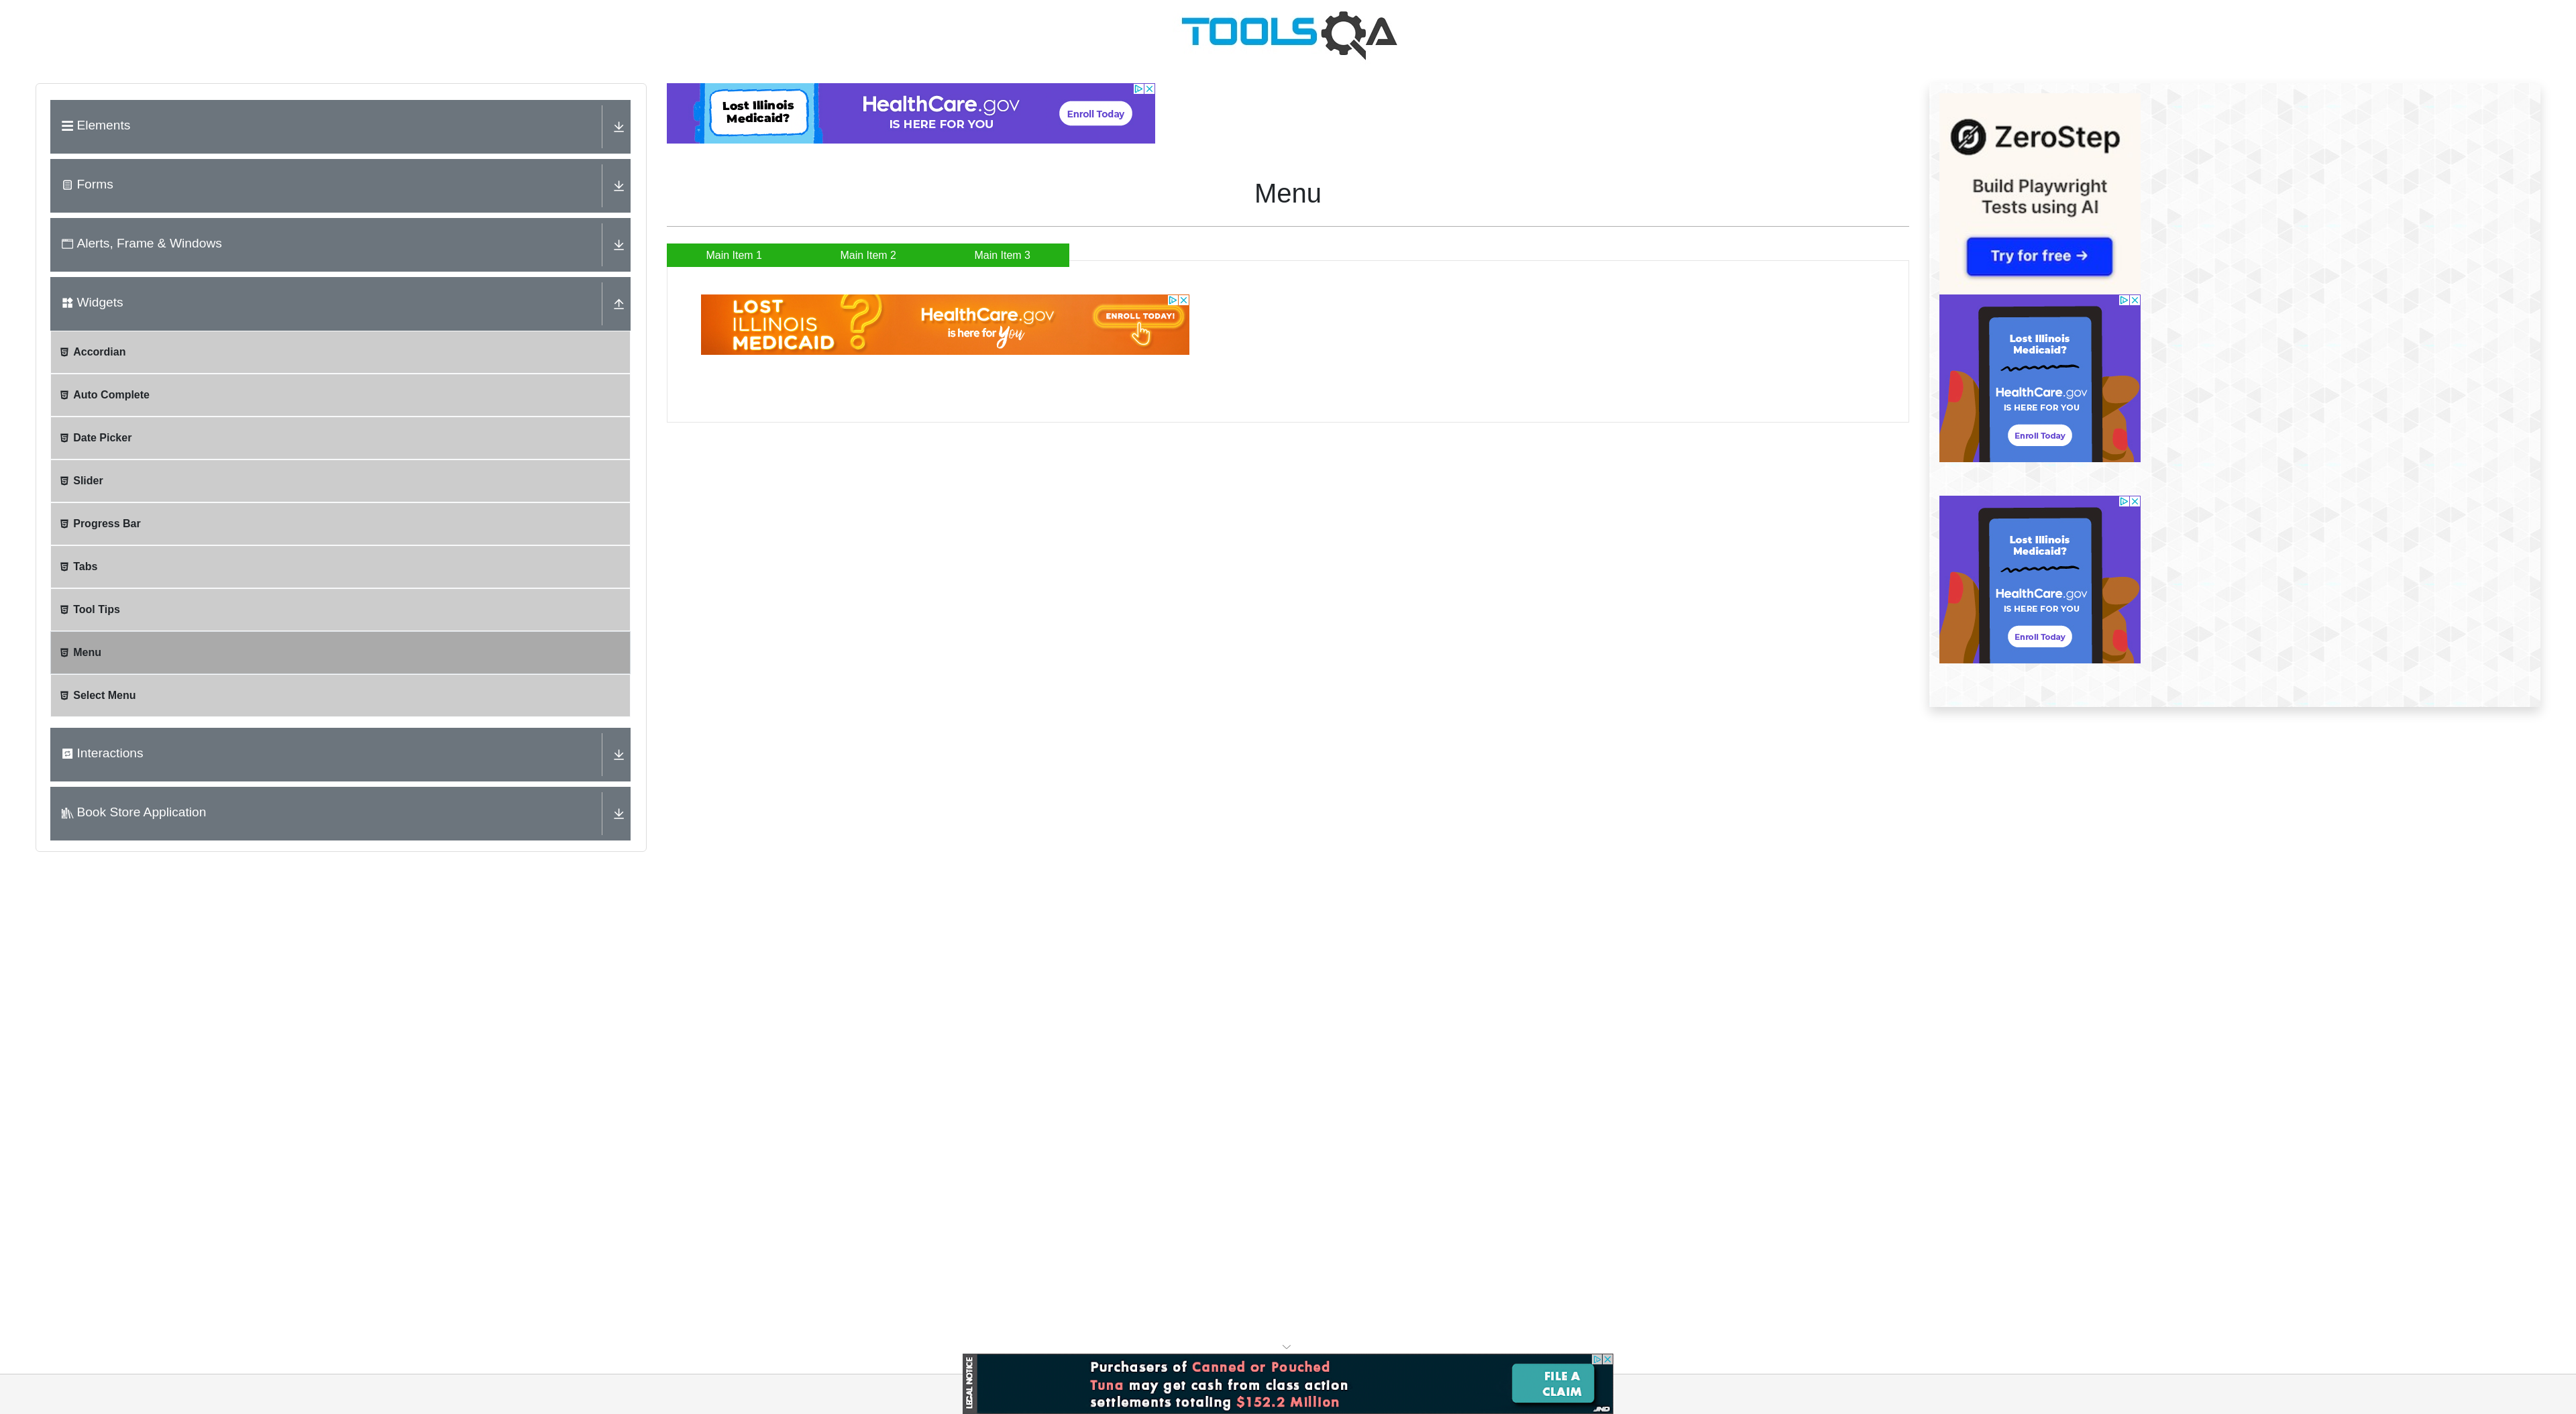 TOOLSQA
Elements
Forms
Alerts, Frame & Windows
Widgets
Accordian
Auto Complete
Date Picker
Slider
Progress Bar
Tabs
Tool Tips
Menu
Select Menu
Interactions
Book Store Application
Lost Illinois
Medicaid?
HealthCare.gov
IS HERE FOR YOU
Enroll Today
Menu
Main Item 1
Main Item 2
Main Item 3
LOST
ILLINOIS
MEDICAID
?
HealthCare.gov
is here for you
ENROLL TODAY!
ZeroStep
Build Playwright
Tests using AI
Try for free →
Lost Illinois
Medicaid?
HealthCare.gov
IS HERE FOR YOU
Enroll Today
Lost Illinois
Medicaid?
HealthCare.gov
IS HERE FOR YOU
Enroll Today
LEGAL NOTICE
Purchasers of Canned or Pouched
Tuna may get cash from class action
settlements totaling $152.2 Million
FILE A
CLAIM
JND